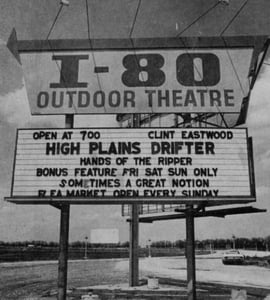 I-80
OUTDOOR THEATRE
OPEN AT 700 CLINT EASTWOOD
HIGH PLAINS DRIFTER
HANDS OF THE RIPPER
BONUS FEATURE FRI SAT SUN ONLY
SOMETIMES A GREAT NOTION
FLEA MARKET OPEN EVERY SUNDAY